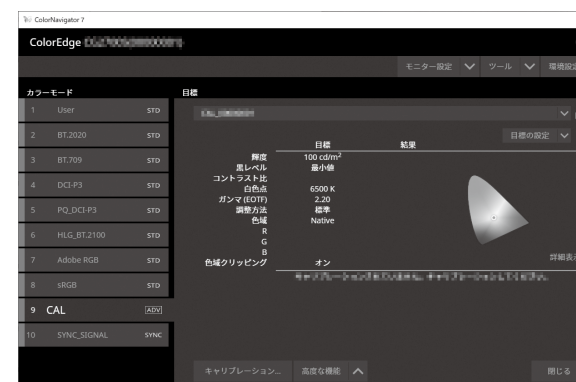 ColorNavigator 7
ColorEdge
モニター設定 ツール 環境設定
カラーモード 目標
1 User STD
2 BT.2020 STD
3 BT.709 STD
4 DCI-P3 STD
5 PQ_DCI-P3 STD
6 HLG_BT.2100 STD
7 Adobe RGB STD
8 sRGB STD
9 CAL ADV
10 SYNC_SIGNAL SYNC
目標の設定
目標 結果
輝度 100 cd/m²
黒レベル 最小値
コントラスト比
白色点 6500 K
ガンマ (EOTF) 2.20
調整方法 標準
色域 Native
R
G
B
色域クリッピング オン
詳細表示
キャリブレーション... 高度な機能 閉じる